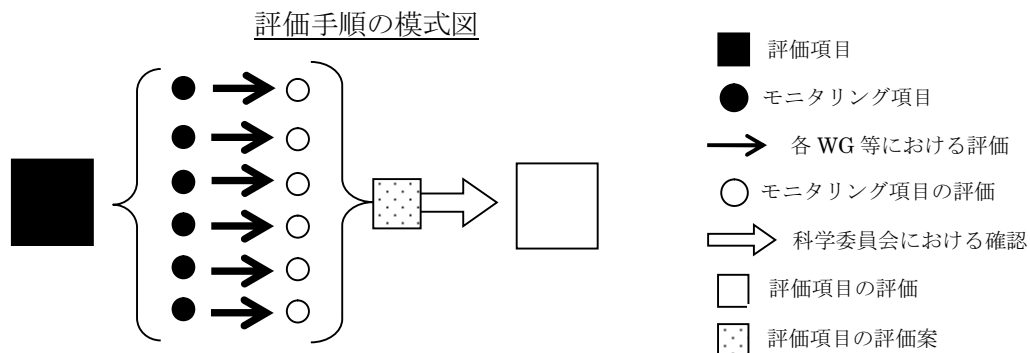 評価手順の模式図
評価項目
モニタリング項目
各 WG 等における評価
モニタリング項目の評価
科学委員会における確認
評価項目の評価
評価項目の評価案